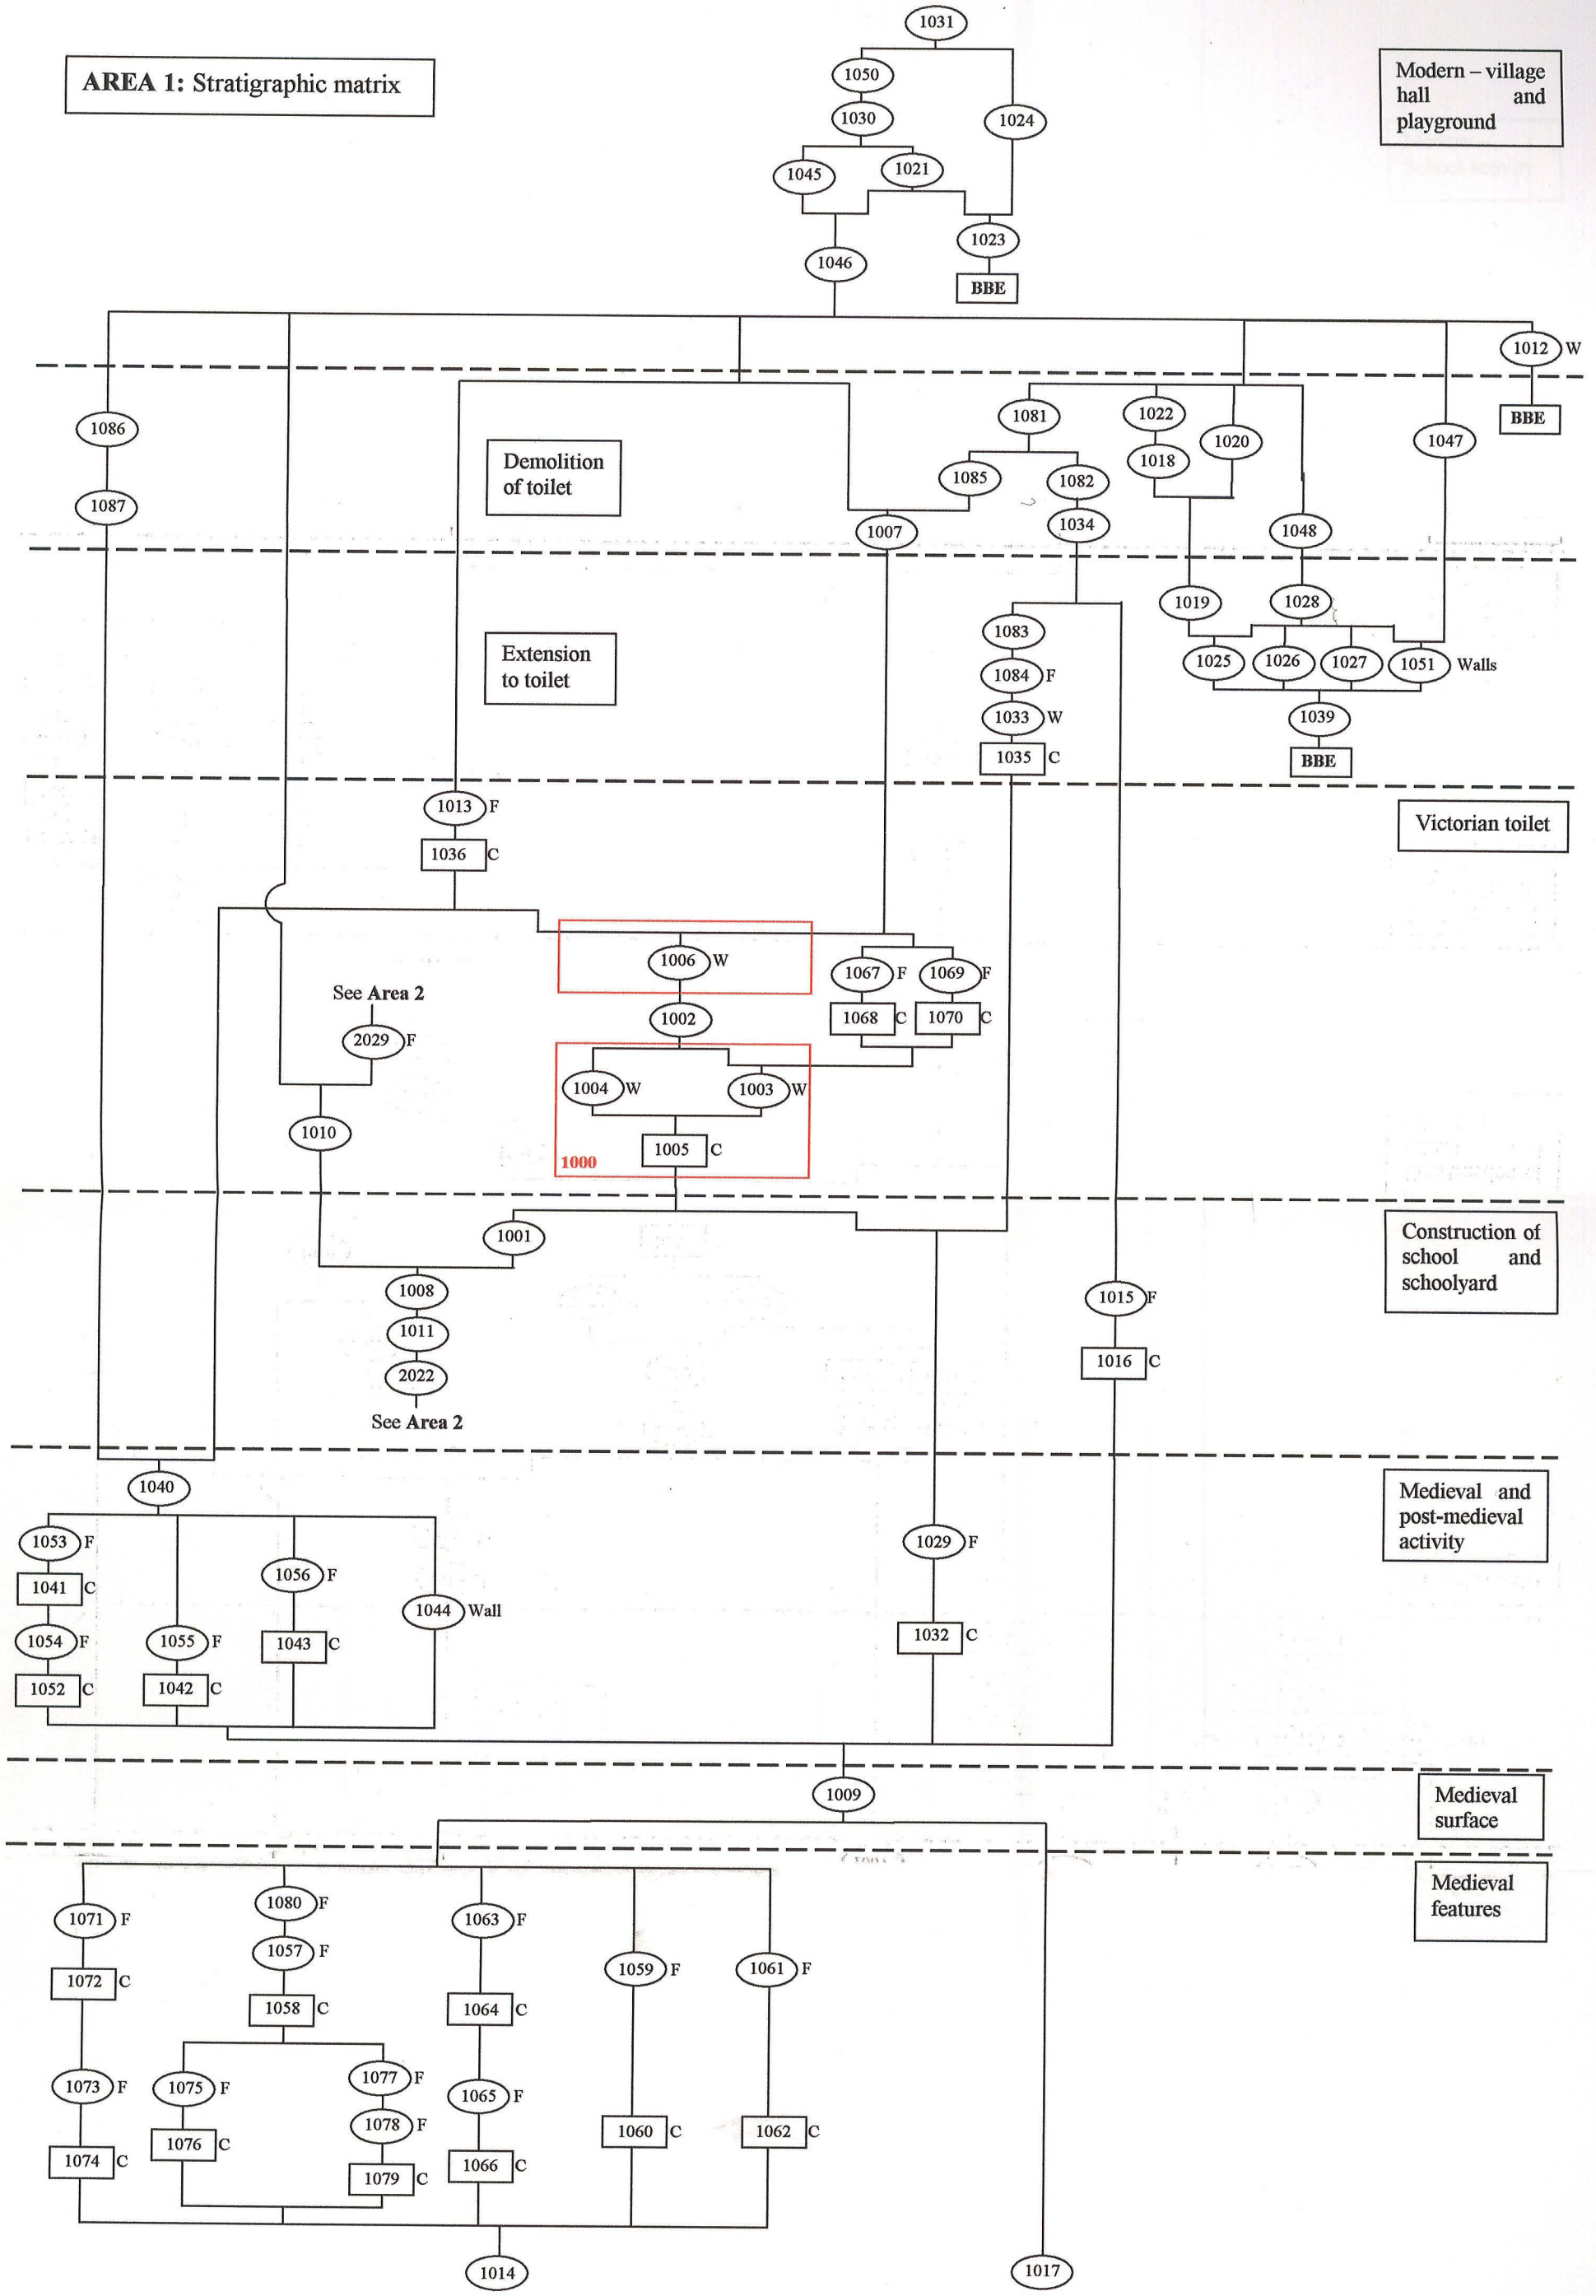 1031
AREA 1: Stratigraphic matrix
Modern – village
hall and
playground
1050
1030
1024
1045
1021
1023
1046
BBE
1012 W
BBE
1086
1087
Demolition
of toilet
1081
1022
1020
1047
1085
1082
1018
1007
1034
1048
Extension
to toilet
1083
1019
1028
1084 F
1025
1026
1027
1051
Walls
1033 W
1035 C
1039
BBE
1013 F
1036 C
Victorian toilet
1006 W
1067 F
1069 F
See Area 2
2029 F
1002
1068 C
1070 C
1004 W
1003 W
1010
1005 C
1000
1001
Construction of
school and
schoolyard
1008
1011
2022
See Area 2
1015 F
1016 C
1040
Medieval and
post-medieval
activity
1053 F
1041 C
1054 F
1052 C
1055 F
1042 C
1056 F
1043 C
1044 Wall
1029 F
1032 C
1009
Medieval
surface
Medieval
features
1071 F
1072 C
1073 F
1074 C
1080 F
1057 F
1058 C
1075 F
1076 C
1077 F
1078 F
1079 C
1063 F
1064 C
1065 F
1066 C
1059 F
1060 C
1061 F
1062 C
1014
1017